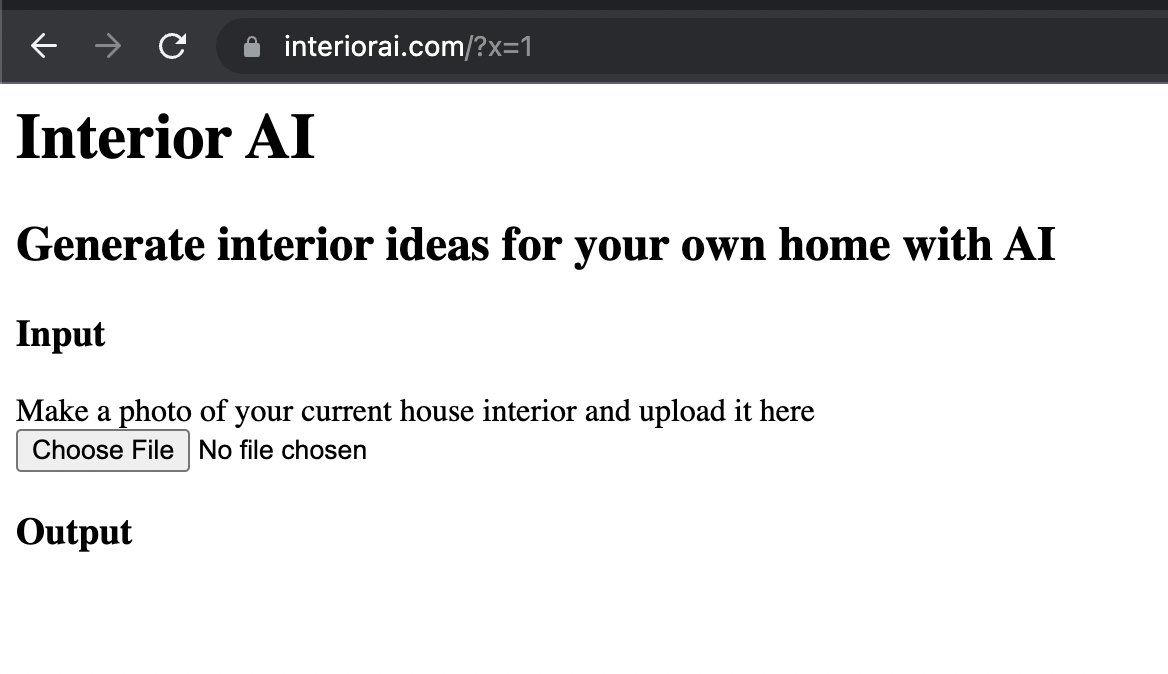 interiorai.com/?x=1
Interior AI
Generate interior ideas for your own home with AI
Input
Make a photo of your current house interior and upload it here
Choose File No file chosen
Output